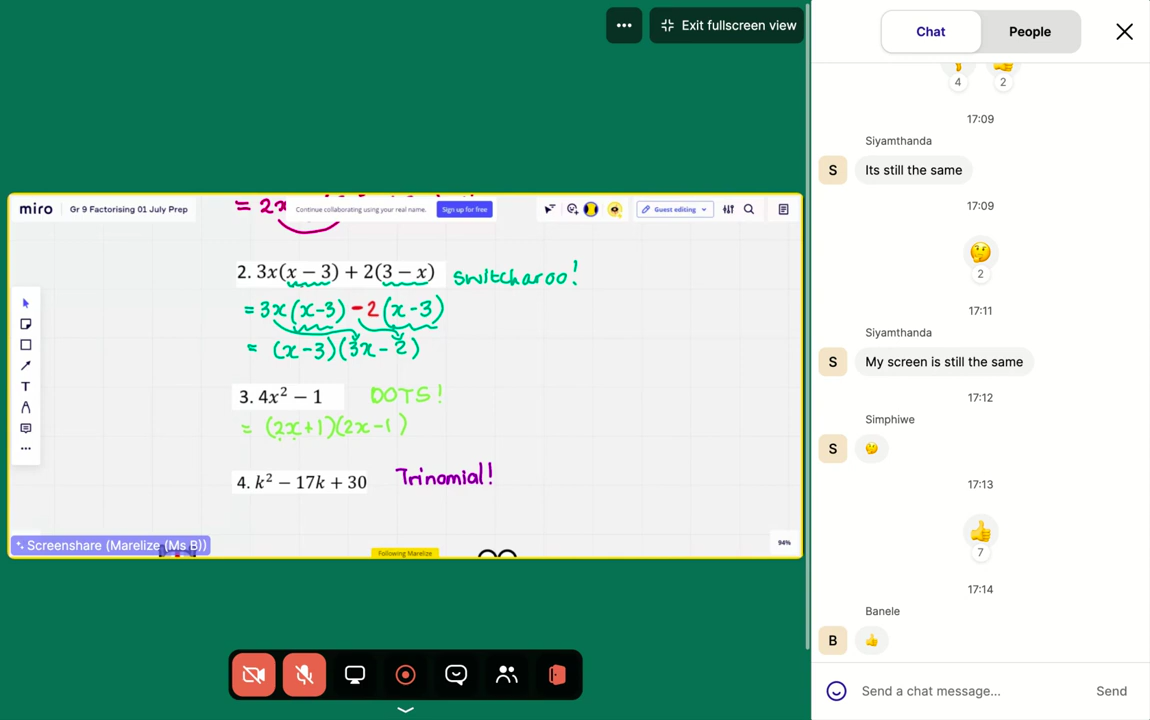 ••• Exit fullscreen view
Chat People
4 2
17:09
Siyamthanda
S Its still the same
17:09
2
17:11
Siyamthanda
S My screen is still the same
17:12
Simphiwe
S
17:13
7
17:14
Banele
B
Send a chat message... Send
miro Gr 9 Factorising 01 July Prep
= 2x
Continue collaborating using your real name. Sign up for free
Guest editing
2. 3x(x − 3) + 2(3 − x) Switcharoo!
= 3x(x-3) -2(x-3)
= (x-3)(3x-2)
3. 4x² − 1 DOTS!
= (2x+1)(2x-1)
4. k² − 17k + 30 Trinomial!
T
Screenshare (Marelize (Ms B))
Following Marelize
94%